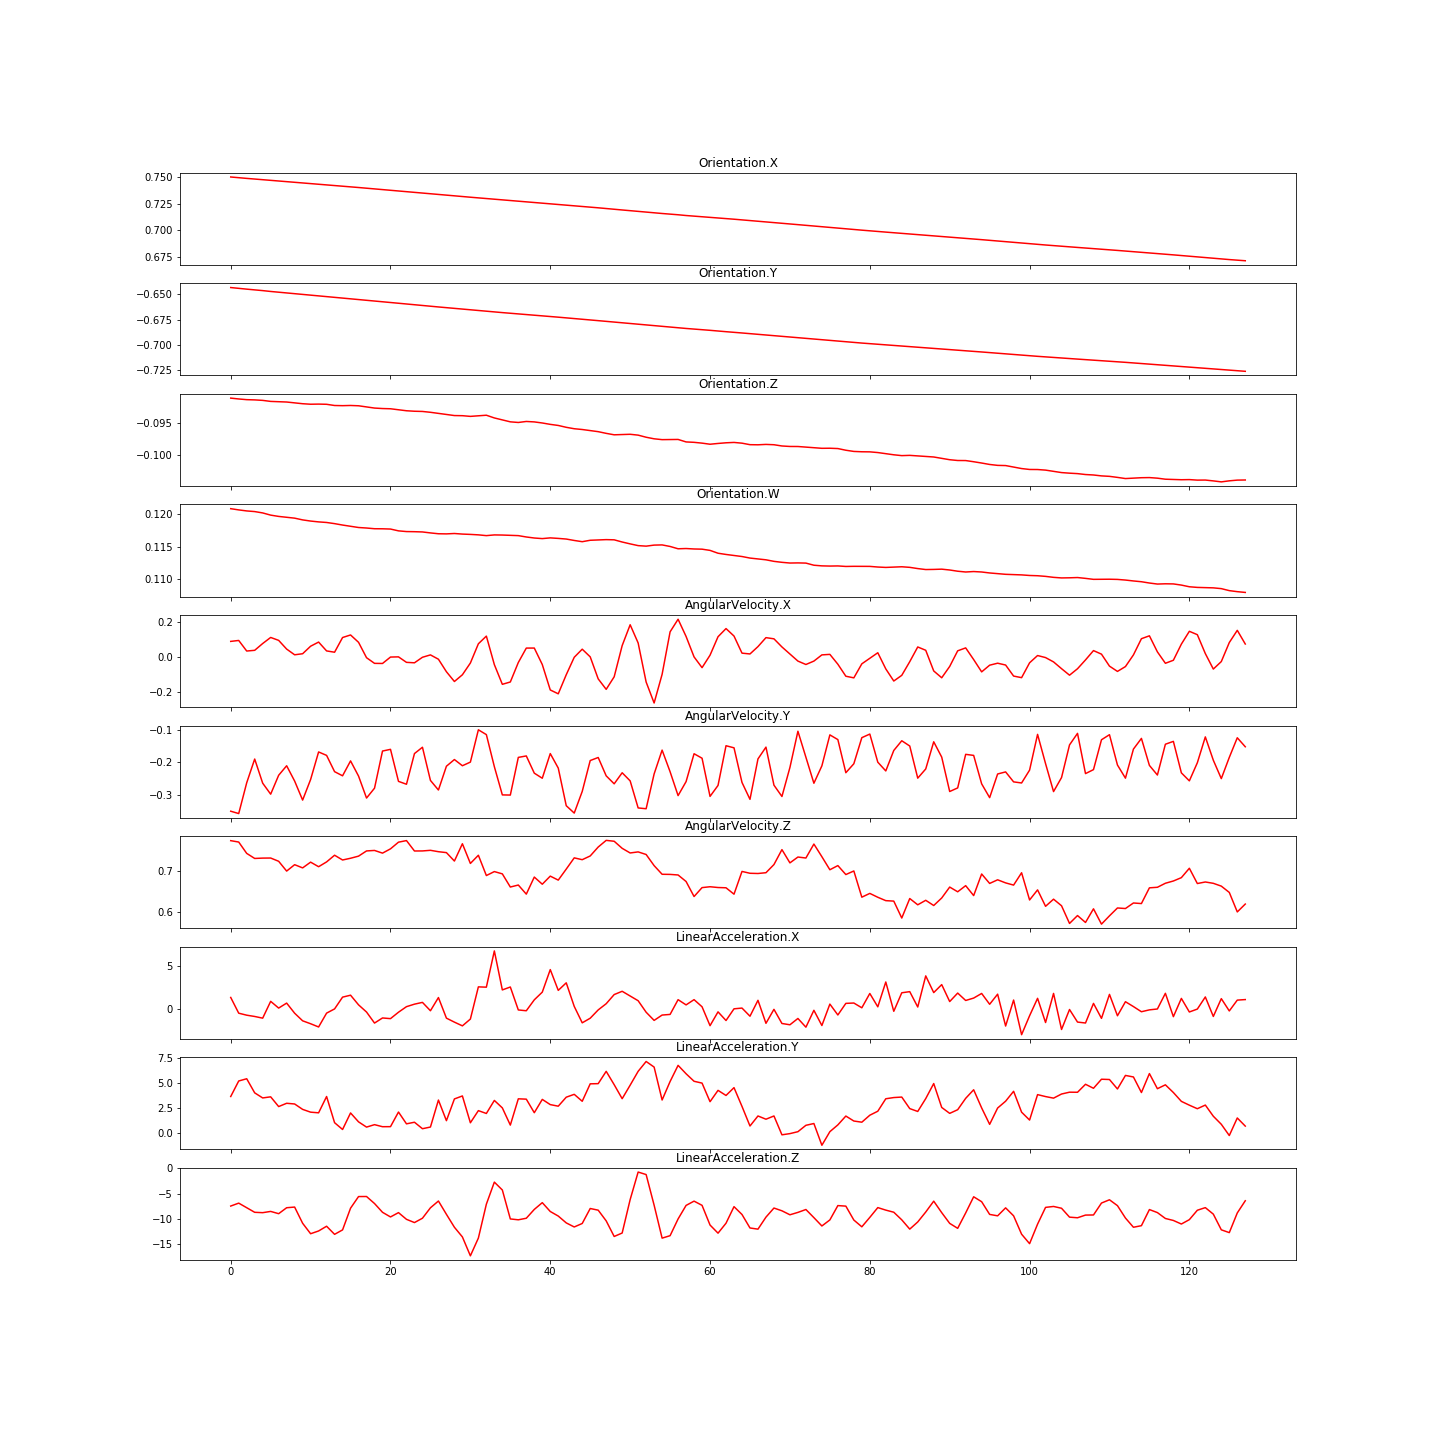 Orientation.X
0.750
0.725
0.700
0.675
Orientation.Y
−0.650
−0.675
−0.700
−0.725
Orientation.Z
−0.095
−0.100
Orientation.W
0.120
0.115
0.110
AngularVelocity.X
0.2
0.0
−0.2
AngularVelocity.Y
−0.1
−0.2
−0.3
AngularVelocity.Z
0.7
0.6
LinearAcceleration.X
5
0
LinearAcceleration.Y
7.5
5.0
2.5
0.0
LinearAcceleration.Z
0
−5
−10
−15
0 20 40 60 80 100 120